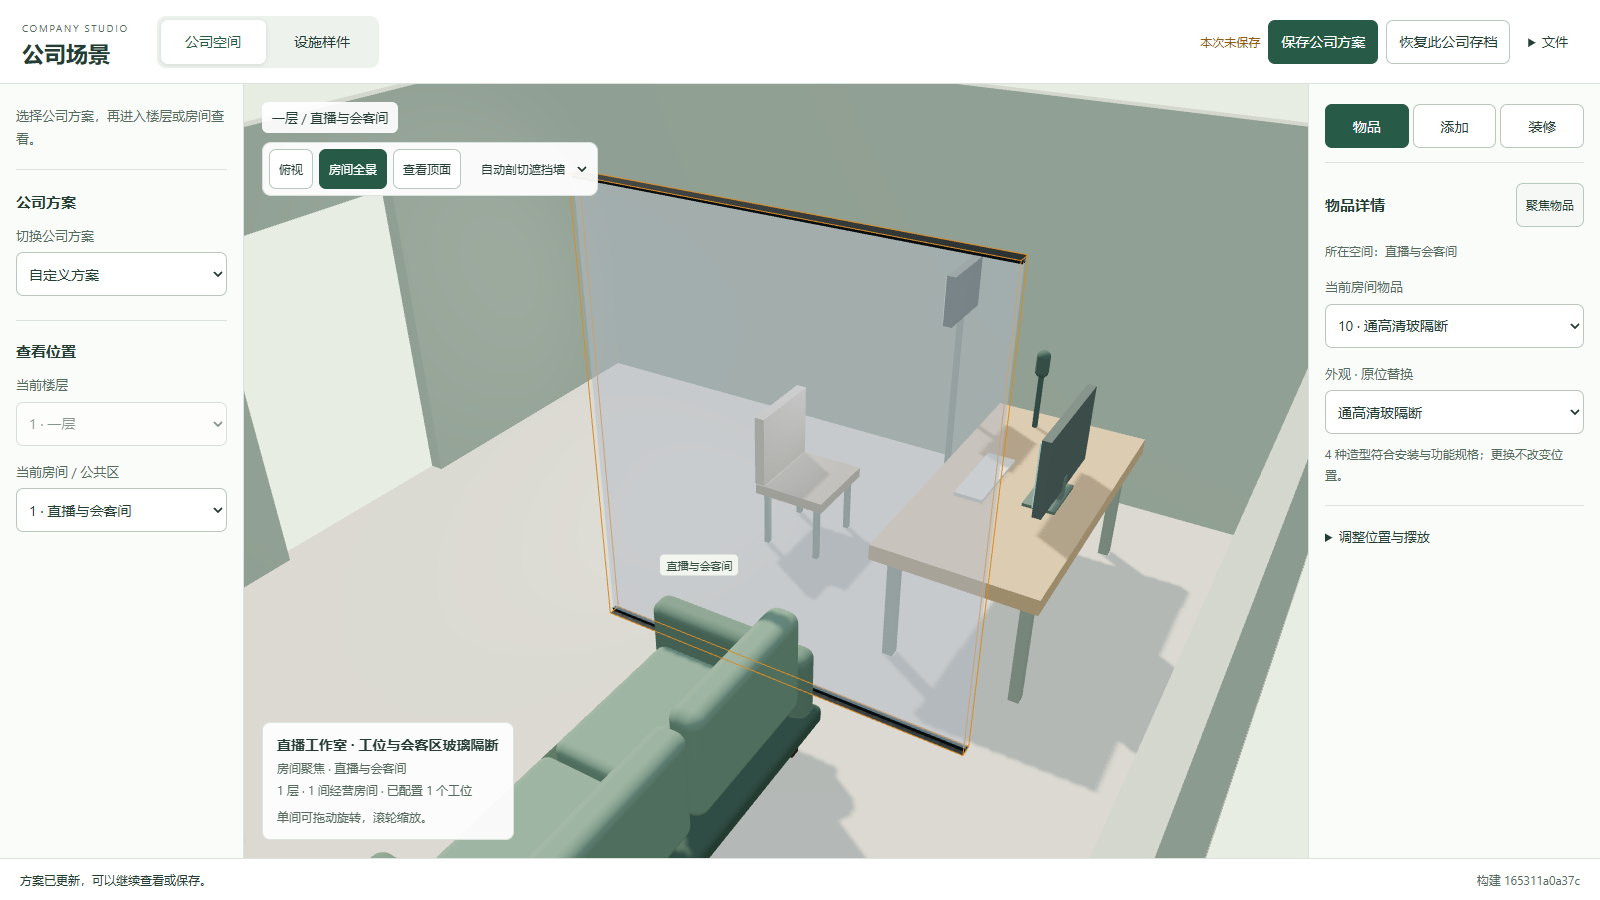 COMPANY STUDIO
公司场景
公司空间
设施样件
本次未保存
保存公司方案
恢复此公司存档
文件
选择公司方案，再进入楼层或房间查
看。
公司方案
切换公司方案
自定义方案
查看位置
当前楼层
1 · 一层
当前房间 / 公共区
1 · 直播与会客间
一层 / 直播与会客间
俯视
房间全景
查看顶面
自动剖切遮挡墙
直播与会客间
直播工作室 · 工位与会客区玻璃隔断
房间聚焦 · 直播与会客间
1 层 · 1 间经营房间 · 已配置 1 个工位
单间可拖动旋转，滚轮缩放。
物品
添加
装修
物品详情
聚焦物品
所在空间：直播与会客间
当前房间物品
10 · 通高清玻隔断
外观 · 原位替换
通高清玻隔断
4 种造型符合安装与功能规格；更换不改变位
置。
调整位置与摆放
方案已更新，可以继续查看或保存。
构建 165311a0a37c